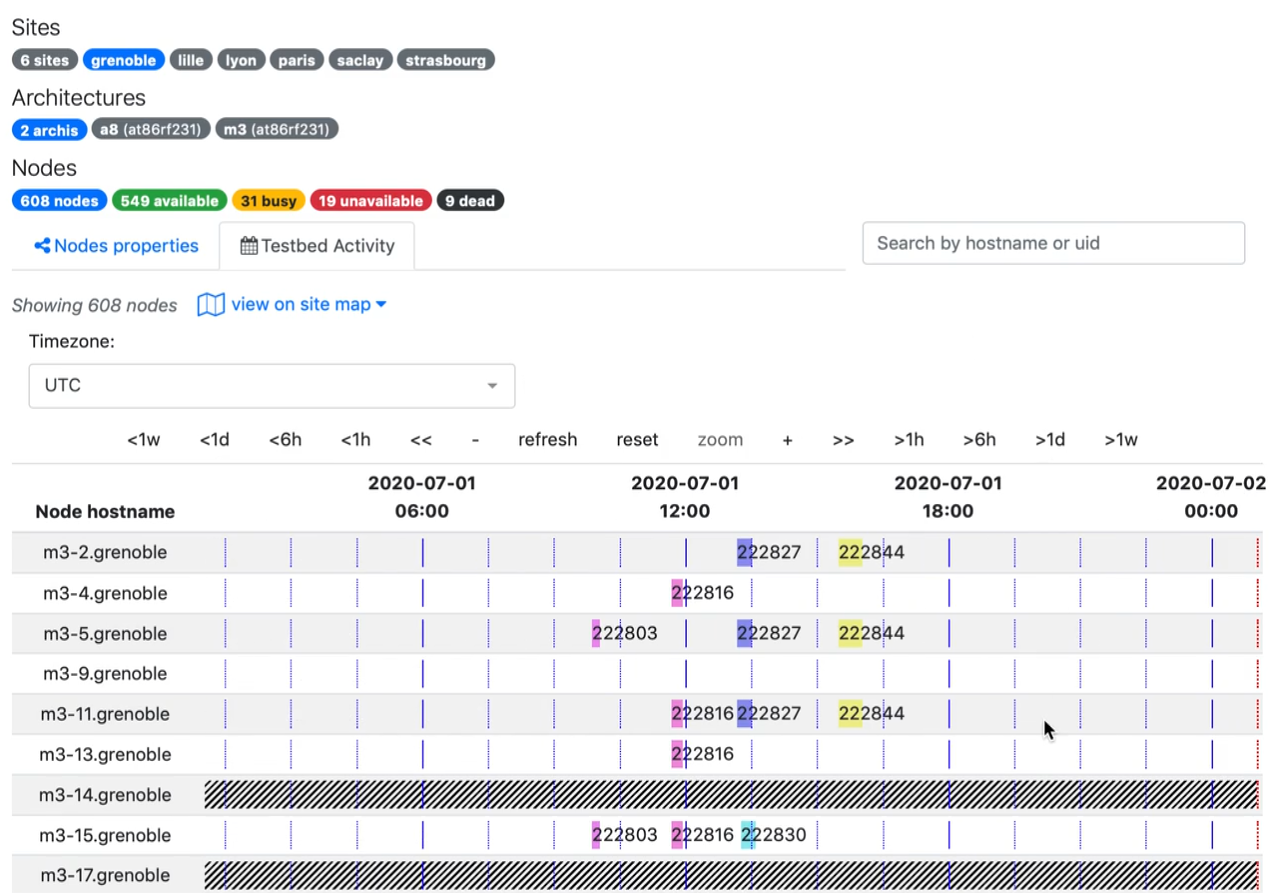 Sites
6 sites grenoble lille lyon paris saclay strasbourg
Architectures
2 archis a8 (at86rf231) m3 (at86rf231)
Nodes
608 nodes 549 available 31 busy 19 unavailable 9 dead
Nodes properties Testbed Activity Search by hostname or uid
Showing 608 nodes view on site map
Timezone:
UTC
<1w <1d <6h <1h << - refresh reset zoom + >> >1h >6h >1d >1w
2020-07-01 2020-07-01 2020-07-01 2020-07-02
Node hostname 06:00 12:00 18:00 00:00
m3-2.grenoble 222827 222844
m3-4.grenoble 222816
m3-5.grenoble 222803 222827 222844
m3-9.grenoble
m3-11.grenoble 222816 222827 222844
m3-13.grenoble 222816
m3-14.grenoble
m3-15.grenoble 222803 222816 222830
m3-17.grenoble